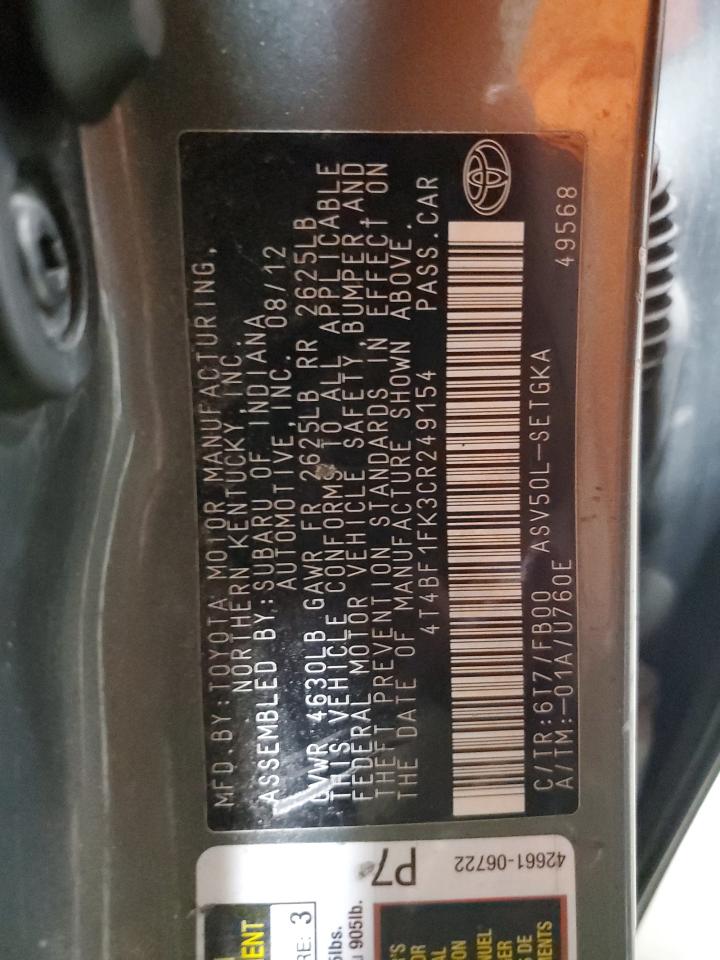 MFD.BY:TOYOTA MOTOR MANUFACTURING,
NORTHERN KENTUCKY,INC.
ASSEMBLED BY:SUBARU OF INDIANA
AUTOMOTIVE,INC. 08/12
GVWR 4630LB GAWR FR 2625LB RR 2625LB
THIS VEHICLE CONFORMS TO ALL APPLICABLE
FEDERAL MOTOR VEHICLE SAFETY, BUMPER AND
THEFT PREVENTION STANDARDS IN EFFECT ON
THE DATE OF MANUFACTURE SHOWN ABOVE.
4T4BF1FK3CR249154 PASS.CAR
C/TR:6T7/FB00 ASV50L-SETGKA
A/TM:-01A/U760E 49568
P7
42661-06722
3
905lb.